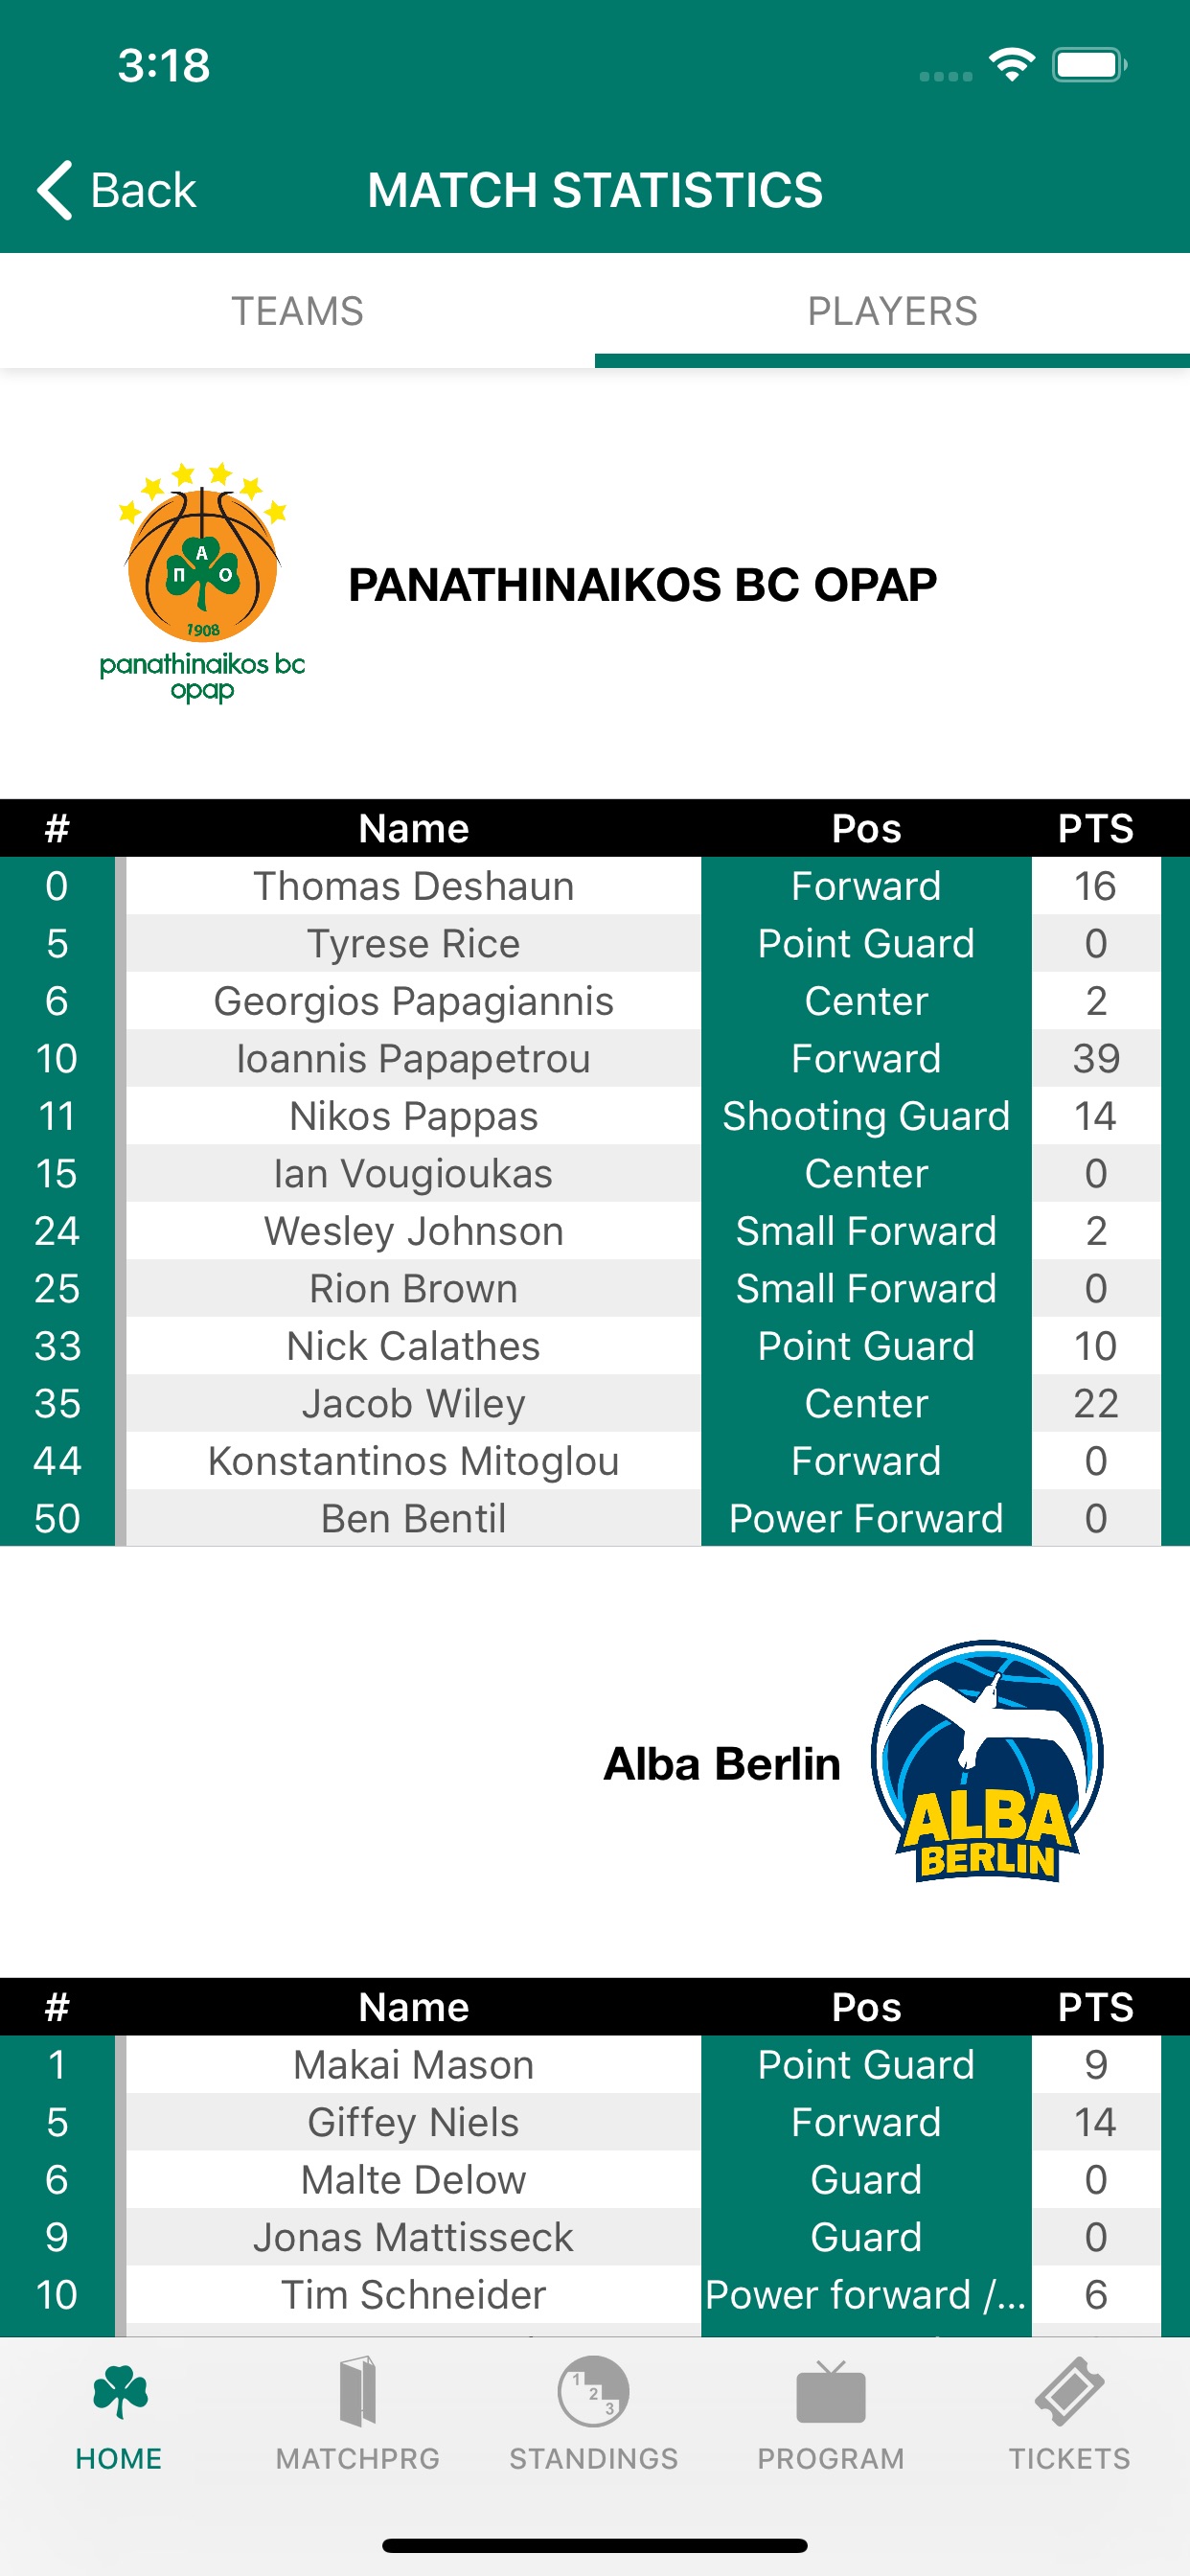 3:18
Back MATCH STATISTICS
TEAMS PLAYERS
Π Α Ο
1908
panathinaikos bc
opap
PANATHINAIKOS BC OPAP
# Name Pos PTS
0 Thomas Deshaun Forward 16
5 Tyrese Rice Point Guard 0
6 Georgios Papagiannis Center 2
10 Ioannis Papapetrou Forward 39
11 Nikos Pappas Shooting Guard 14
15 Ian Vougioukas Center 0
24 Wesley Johnson Small Forward 2
25 Rion Brown Small Forward 0
33 Nick Calathes Point Guard 10
35 Jacob Wiley Center 22
44 Konstantinos Mitoglou Forward 0
50 Ben Bentil Power Forward 0
Alba Berlin
ALBA
BERLIN
# Name Pos PTS
1 Makai Mason Point Guard 9
5 Giffey Niels Forward 14
6 Malte Delow Guard 0
9 Jonas Mattisseck Guard 0
10 Tim Schneider Power forward /... 6
1 2 3
HOME MATCHPRG STANDINGS PROGRAM TICKETS